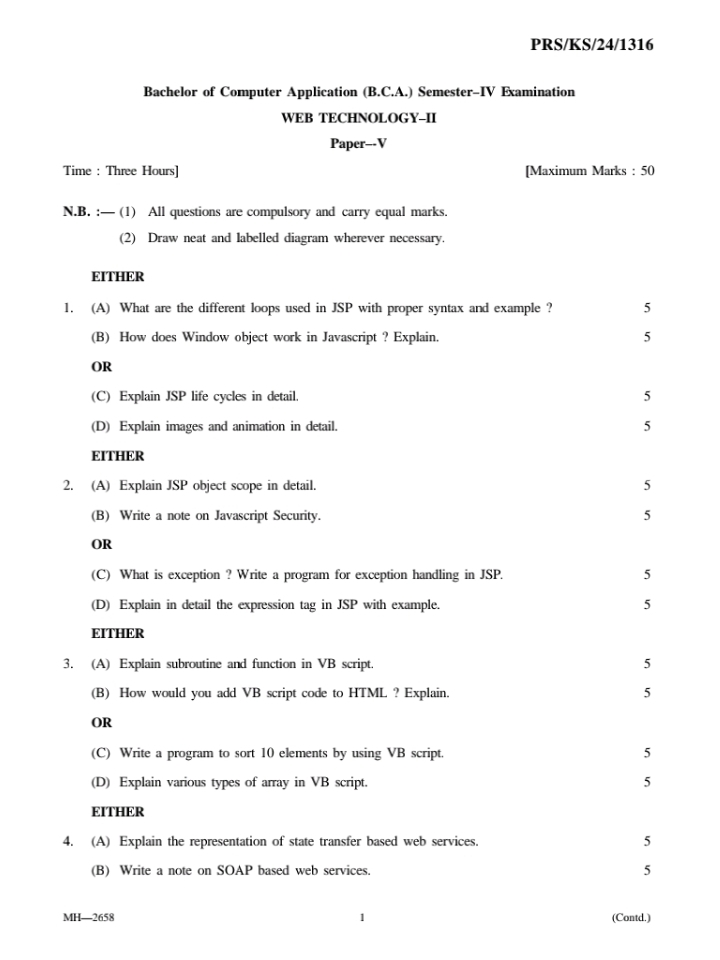 PRS/KS/24/1316
Bachelor of Computer Application (B.C.A.) Semester–IV Examination
WEB TECHNOLOGY–II
Paper–-V
Time : Three Hours] [Maximum Marks : 50
N.B. :— (1) All questions are compulsory and carry equal marks.
(2) Draw neat and labelled diagram wherever necessary.
EITHER
1. (A) What are the different loops used in JSP with proper syntax and example ? 5
(B) How does Window object work in Javascript ? Explain. 5
OR
(C) Explain JSP life cycles in detail. 5
(D) Explain images and animation in detail. 5
EITHER
2. (A) Explain JSP object scope in detail. 5
(B) Write a note on Javascript Security. 5
OR
(C) What is exception ? Write a program for exception handling in JSP. 5
(D) Explain in detail the expression tag in JSP with example. 5
EITHER
3. (A) Explain subroutine and function in VB script. 5
(B) How would you add VB script code to HTML ? Explain. 5
OR
(C) Write a program to sort 10 elements by using VB script. 5
(D) Explain various types of array in VB script. 5
EITHER
4. (A) Explain the representation of state transfer based web services. 5
(B) Write a note on SOAP based web services. 5
MH—2658 1 (Contd.)